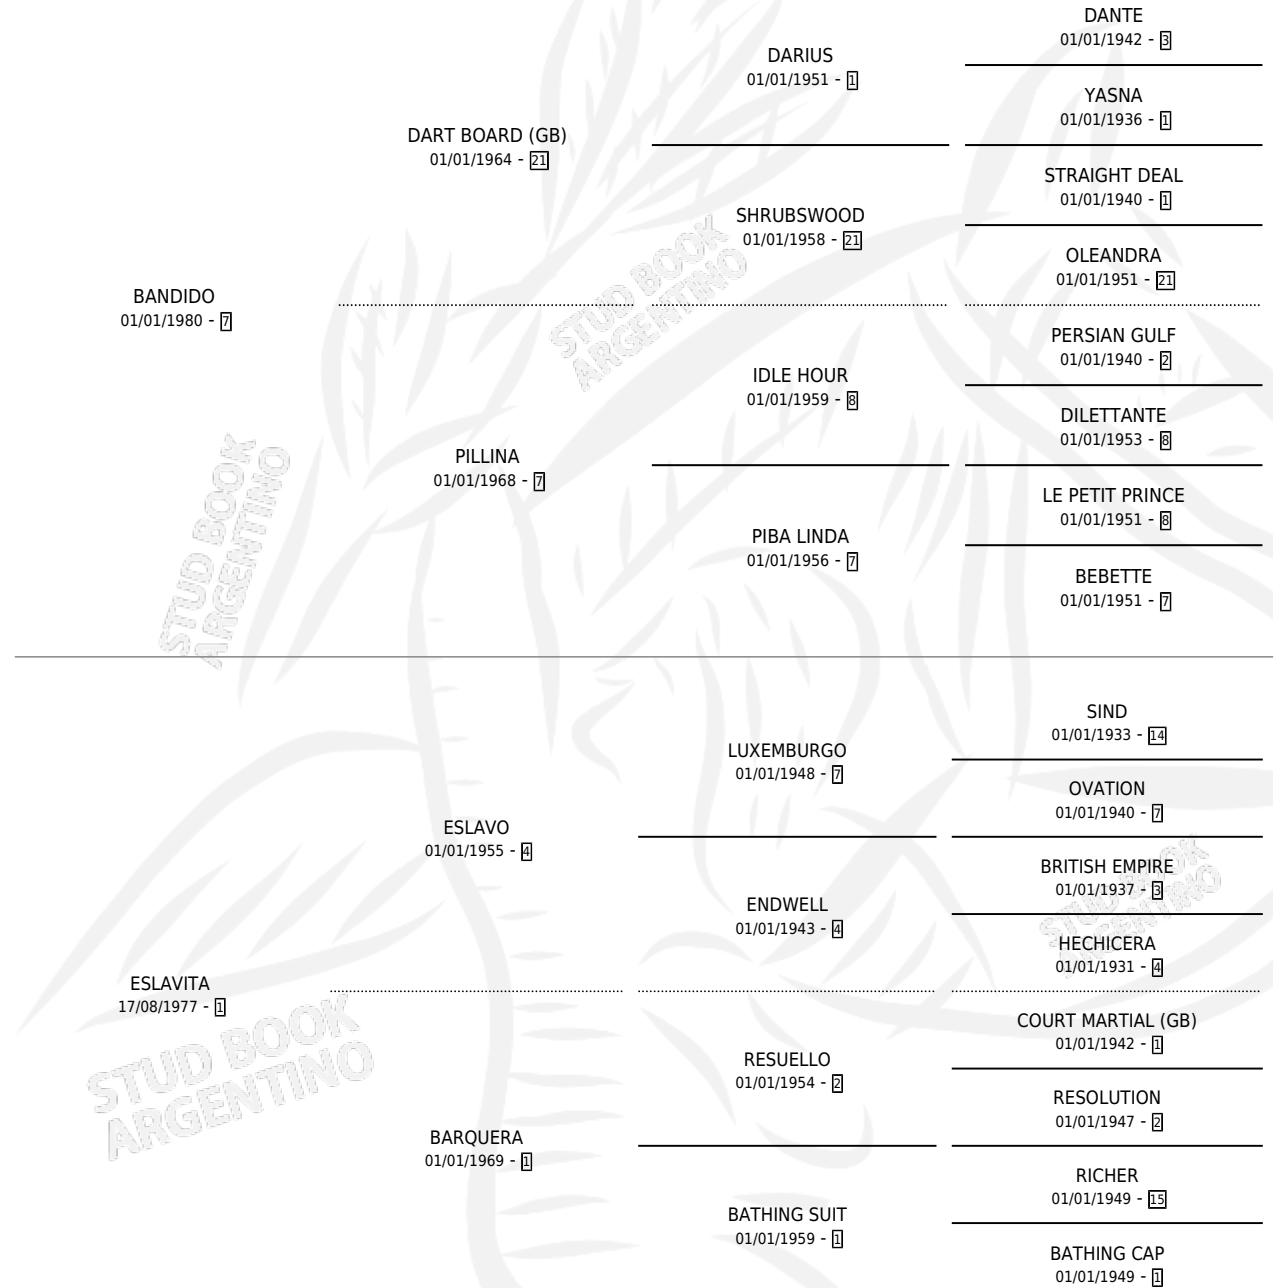 DANTE
01/01/1942 - 3
DARIUS
01/01/1951 - 1
YASNA
01/01/1936 - 1
DART BOARD (GB)
01/01/1964 - 21
STRAIGHT DEAL
01/01/1940 - 1
SHRUBSWOOD
01/01/1958 - 21
OLEANDRA
01/01/1951 - 21
BANDIDO
01/01/1980 - 7
PERSIAN GULF
01/01/1940 - 2
IDLE HOUR
01/01/1959 - 8
DILETTANTE
01/01/1953 - 8
PILLINA
01/01/1968 - 7
LE PETIT PRINCE
01/01/1951 - 8
PIBA LINDA
01/01/1956 - 7
BEBETTE
01/01/1951 - 7
SIND
01/01/1933 - 14
LUXEMBURGO
01/01/1948 - 7
OVATION
01/01/1940 - 7
ESLAVO
01/01/1955 - 4
BRITISH EMPIRE
01/01/1937 - 3
ENDWELL
01/01/1943 - 4
HECHICERA
01/01/1931 - 4
ESLAVITA
17/08/1977 - 1
COURT MARTIAL (GB)
01/01/1942 - 1
RESUELLO
01/01/1954 - 2
RESOLUTION
01/01/1947 - 2
BARQUERA
01/01/1969 - 1
RICHER
01/01/1949 - 15
BATHING SUIT
01/01/1959 - 1
BATHING CAP
01/01/1949 - 1
STUD BOOK
ARGENTINO
STUD BOOK
ARGENTINO
STUD BOOK
ARGENTINO
STUD BOOK
ARGENTINO